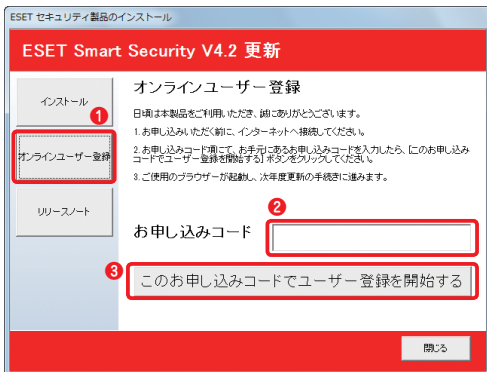 ESET セキュリティ製品のインストール
ESET Smart Security V4.2 更新
インストール
1
オンラインユーザー登録
リリースノート
オンラインユーザー登録
日頃は本製品をご利用いただき、誠にありがとうございます。
1.お申し込みいただく前に、インターネットへ接続してください。
2.お申し込みコード項にて、お手元にあるお申し込みコードを入力したら、[このお申し込み
コードでユーザー登録を開始する]ボタンをクリックしてください。
3.ご使用のブラウザーが起動し、次年度更新の手続きに進みます。
2
お申し込みコード
3
このお申し込みコードでユーザー登録を開始する
閉じる